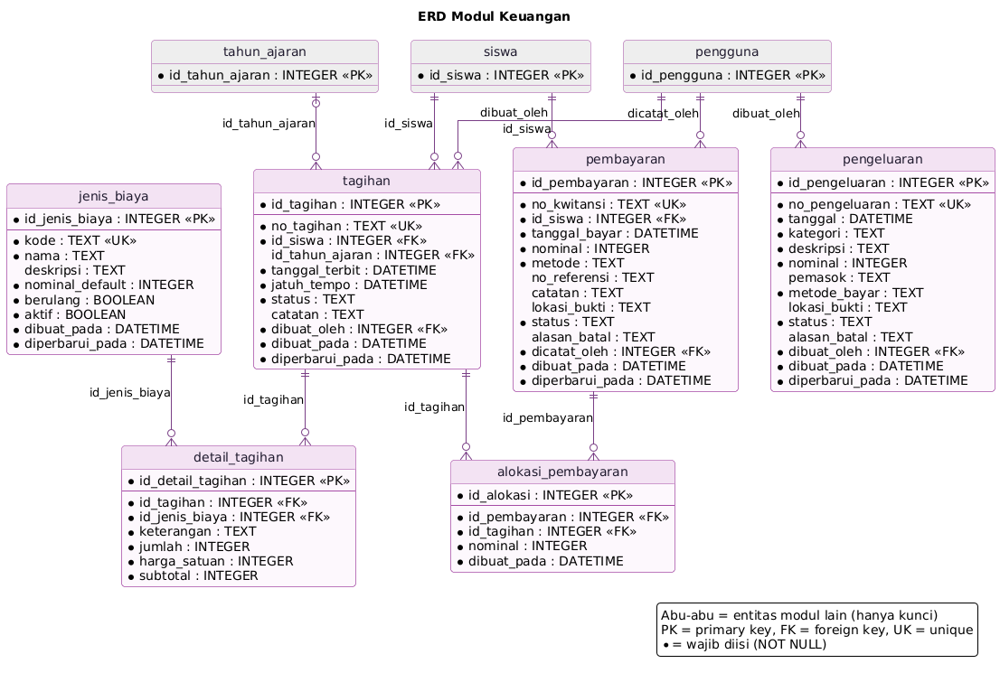 ERD Modul Keuangan
tahun_ajaran
id_tahun_ajaran : INTEGER «PK»
siswa
id_siswa : INTEGER «PK»
pengguna
id_pengguna : INTEGER «PK»
id_tahun_ajaran
id_siswa
dibuat_oleh
id_siswa
dicatat_oleh
dibuat_oleh
jenis_biaya
id_jenis_biaya : INTEGER «PK»
kode : TEXT «UK»
nama : TEXT
deskripsi : TEXT
nominal_default : INTEGER
berulang : BOOLEAN
aktif : BOOLEAN
dibuat_pada : DATETIME
diperbarui_pada : DATETIME
tagihan
id_tagihan : INTEGER «PK»
no_tagihan : TEXT «UK»
id_siswa : INTEGER «FK»
id_tahun_ajaran : INTEGER «FK»
tanggal_terbit : DATETIME
jatuh_tempo : DATETIME
status : TEXT
catatan : TEXT
dibuat_oleh : INTEGER «FK»
dibuat_pada : DATETIME
diperbarui_pada : DATETIME
pembayaran
id_pembayaran : INTEGER «PK»
no_kwitansi : TEXT «UK»
id_siswa : INTEGER «FK»
tanggal_bayar : DATETIME
nominal : INTEGER
metode : TEXT
no_referensi : TEXT
catatan : TEXT
lokasi_bukti : TEXT
status : TEXT
alasan_batal : TEXT
dicatat_oleh : INTEGER «FK»
dibuat_pada : DATETIME
diperbarui_pada : DATETIME
pengeluaran
id_pengeluaran : INTEGER «PK»
no_pengeluaran : TEXT «UK»
tanggal : DATETIME
kategori : TEXT
deskripsi : TEXT
nominal : INTEGER
pemasok : TEXT
metode_bayar : TEXT
lokasi_bukti : TEXT
status : TEXT
alasan_batal : TEXT
dibuat_oleh : INTEGER «FK»
dibuat_pada : DATETIME
diperbarui_pada : DATETIME
id_jenis_biaya
id_tagihan
id_tagihan
id_pembayaran
detail_tagihan
id_detail_tagihan : INTEGER «PK»
id_tagihan : INTEGER «FK»
id_jenis_biaya : INTEGER «FK»
keterangan : TEXT
jumlah : INTEGER
harga_satuan : INTEGER
subtotal : INTEGER
alokasi_pembayaran
id_alokasi : INTEGER «PK»
id_pembayaran : INTEGER «FK»
id_tagihan : INTEGER «FK»
nominal : INTEGER
dibuat_pada : DATETIME
Abu-abu = entitas modul lain (hanya kunci)
PK = primary key, FK = foreign key, UK = unique
• = wajib diisi (NOT NULL)